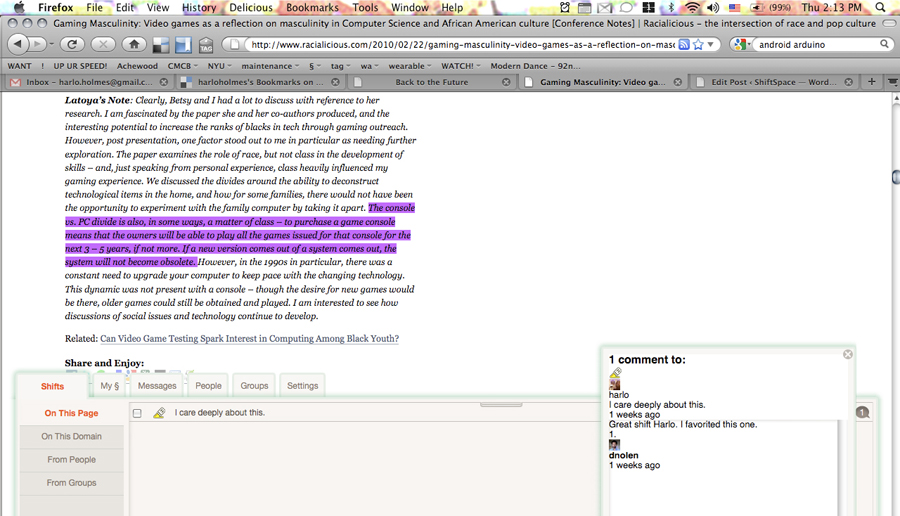 Firefox File Edit View History Delicious Bookmarks Tools Window Help (99%) Thu 2:13 PM
Gaming Masculinity: Video games as a reflection on masculinity in Computer Science and African American culture [Conference Notes] | Racialicious – the intersection of race and pop culture
http://www.racialicious.com/2010/02/22/gaming-masculinity-video-games-as-a-reflection-on-masc
android arduino
WANT ! UP UR SPEED! Achewood CMCB NYU maintenance § tag wa wearable WATCH! Modern Dance - 92n...
Inbox – harlo.holmes@gmail.c... harloholmes's Bookmarks on ... Back to the Future Gaming Masculinity: Video ga... Edit Post ‹ ShiftSpace — Word...
Latoya's Note: Clearly, Betsy and I had a lot to discuss with reference to her
research. I am fascinated by the paper she and her co-authors produced, and the
interesting potential to increase the ranks of blacks in tech through gaming outreach.
However, post presentation, one factor stood out to me in particular as needing further
exploration. The paper examines the role of race, but not class in the development of
skills – and, just speaking from personal experience, class heavily influenced my
gaming experience. We discussed the divides around the ability to deconstruct
technological items in the home, and how for some families, there would not have been
the opportunity to experiment with the family computer by taking it apart. The console
vs. PC divide is also, in some ways, a matter of class – to purchase a game console
means that the owners will be able to play all the games issued for that console for the
next 3 – 5 years, if not more. If a new version comes out of a system comes out, the
system will not become obsolete. However, in the 1990s in particular, there was a
constant need to upgrade your computer to keep pace with the changing technology.
This dynamic was not present with a console – though the desire for new games would
be there, older games could still be obtained and played. I am interested to see how
discussions of social issues and technology continue to develop.
Related: Can Video Game Testing Spark Interest in Computing Among Black Youth?
Share and Enjoy:
Shifts My § Messages People Groups Settings
On This Page
On This Domain
From People
From Groups
I care deeply about this.
1
1 comment to:
harlo
I care deeply about this.
1 weeks ago
Great shift Harlo. I favorited this one.
1.
dnolen
1 weeks ago